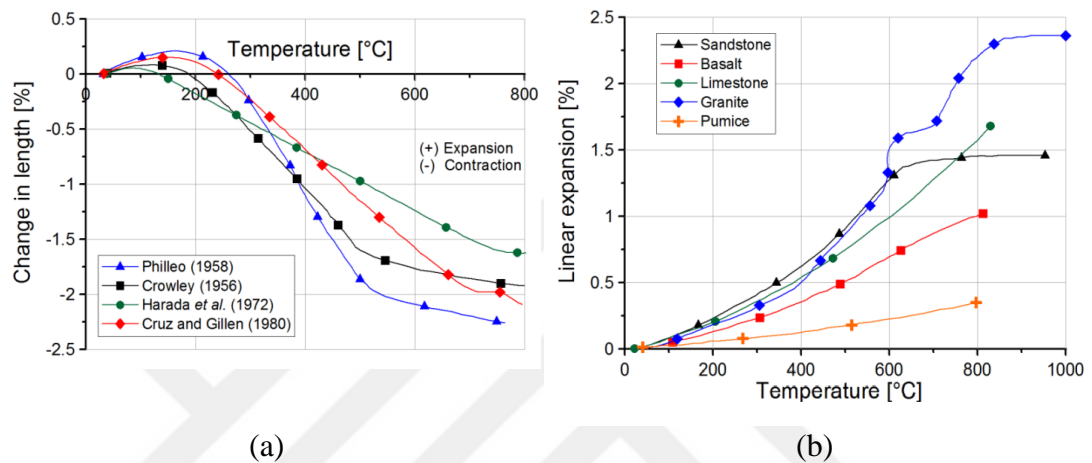 0.5
0.25
0
-0.5
-1
-1.5
-2
-2.5
Change in length [%]
Temperature [°C]
0 200 400 600 800
(+) Expansion
(-) Contraction
Philleo (1958)
Crowley (1956)
Harada et al. (1972)
Cruz and Gillen (1980)
(a)
2.5
2
1.5
1
0.5
0
Linear expansion [%]
Sandstone
Basalt
Limestone
Granite
Pumice
0 200 400 600 800 1000
Temperature [°C]
(b)